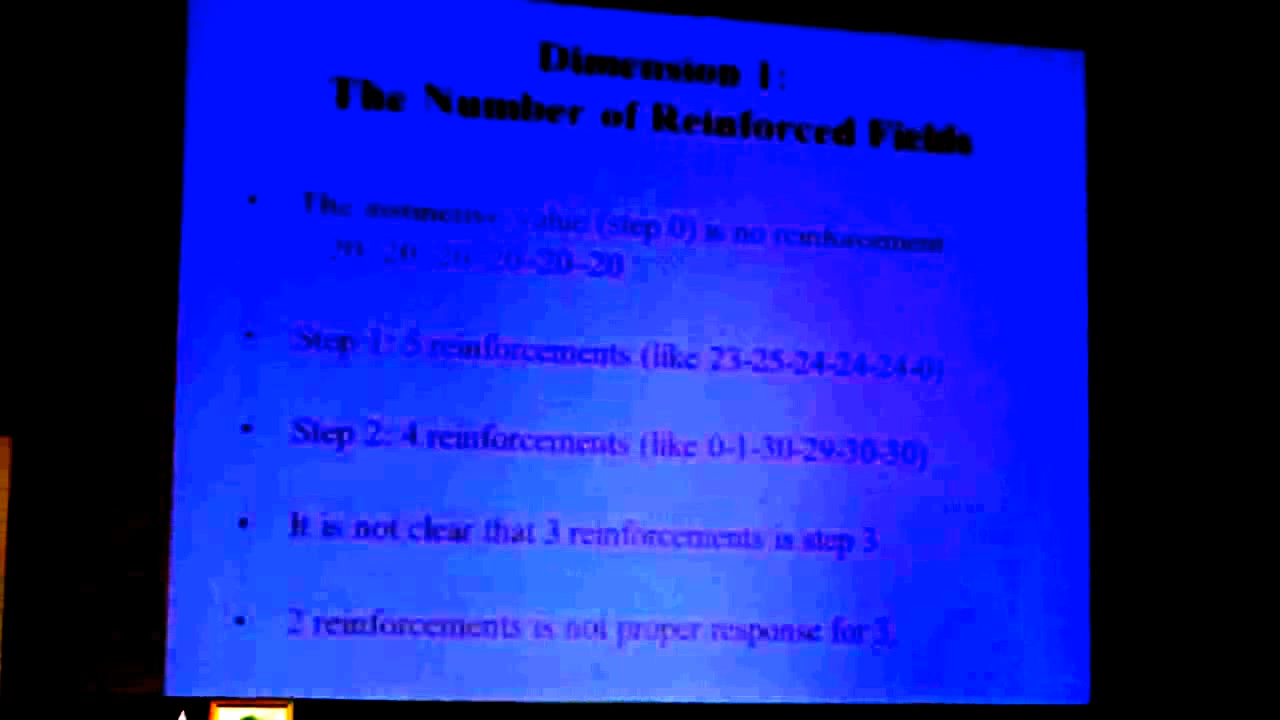 Dimension 1:
The Number of Reinforced Fields
• The instinctive value (step 0) is no reinforcement
20-20-20-20-20-20
• Step 1: 5 reinforcements (like 23-25-24-24-24-0)
• Step 2: 4 reinforcements (like 0-1-30-29-30-30)
• It is not clear that 3 reinforcements is step 3
• 2 reinforcements is not proper response for 3.